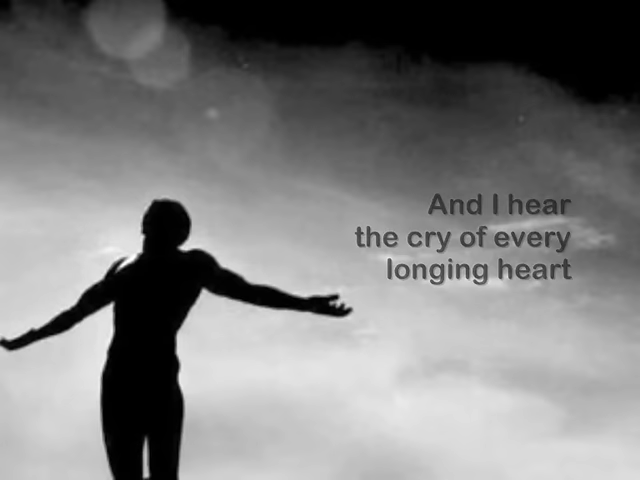 And I hear
the cry of every
longing heart